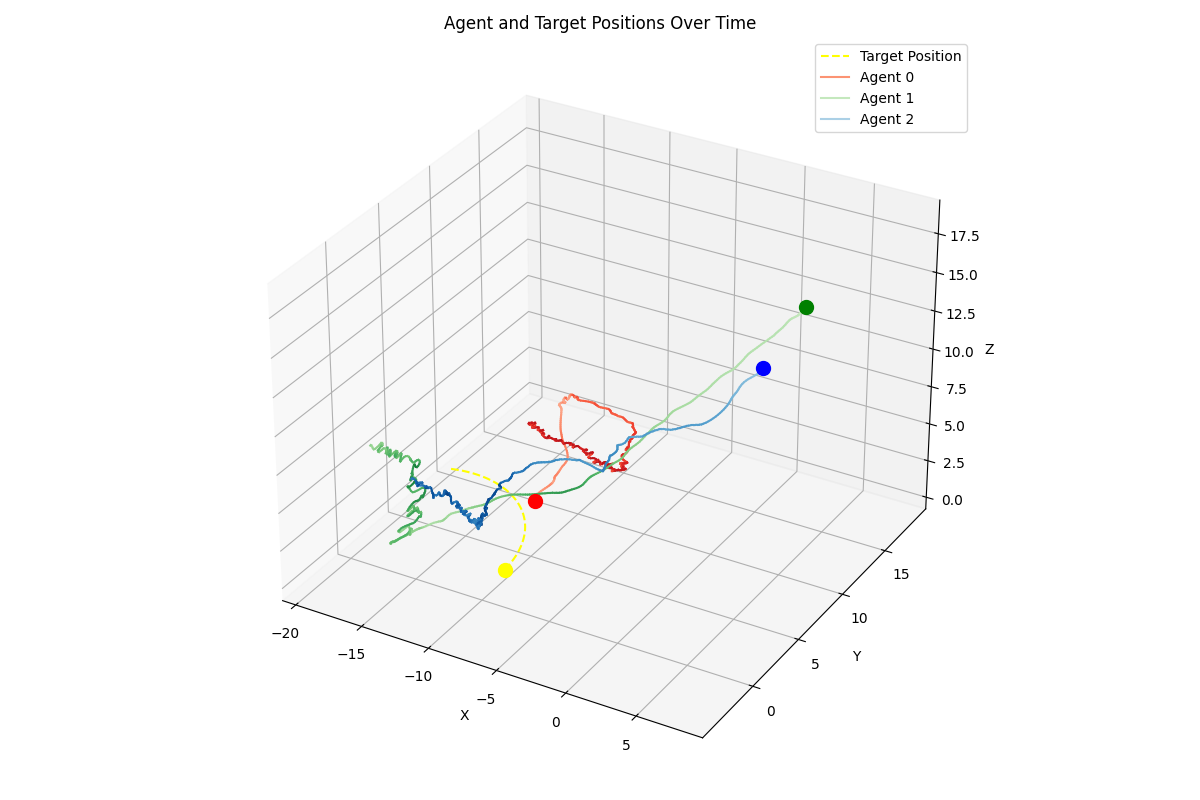 Agent and Target Positions Over Time
Target Position
Agent 0
Agent 1
Agent 2
17.5
15.0
12.5
10.0
7.5
5.0
2.5
0.0
Z
15
10
5
0
Y
−20
−15
−10
−5
0
5
X